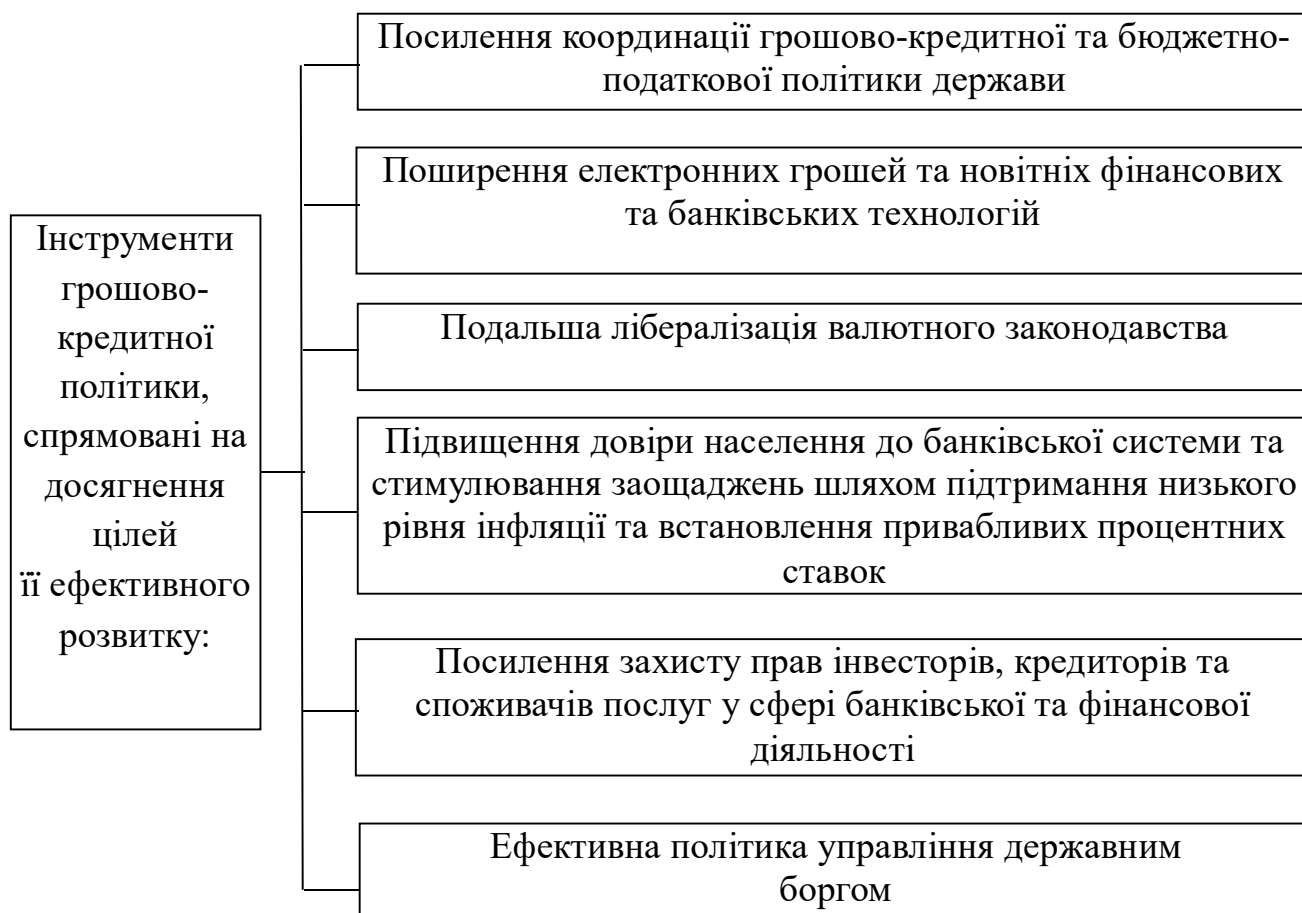 Посилення координації грошово-кредитної та бюджетно-
податкової політики держави
Поширення електронних грошей та новітніх фінансових
та банківських технологій
Інструменти
грошово-
кредитної
політики,
спрямовані на
досягнення
цілей
її ефективного
розвитку:
Подальша лібералізація валютного законодавства
Підвищення довіри населення до банківської системи та
стимулювання заощаджень шляхом підтримання низького
рівня інфляції та встановлення привабливих процентних
ставок
Посилення захисту прав інвесторів, кредиторів та
споживачів послуг у сфері банківської та фінансової
діяльності
Ефективна політика управління державним
боргом